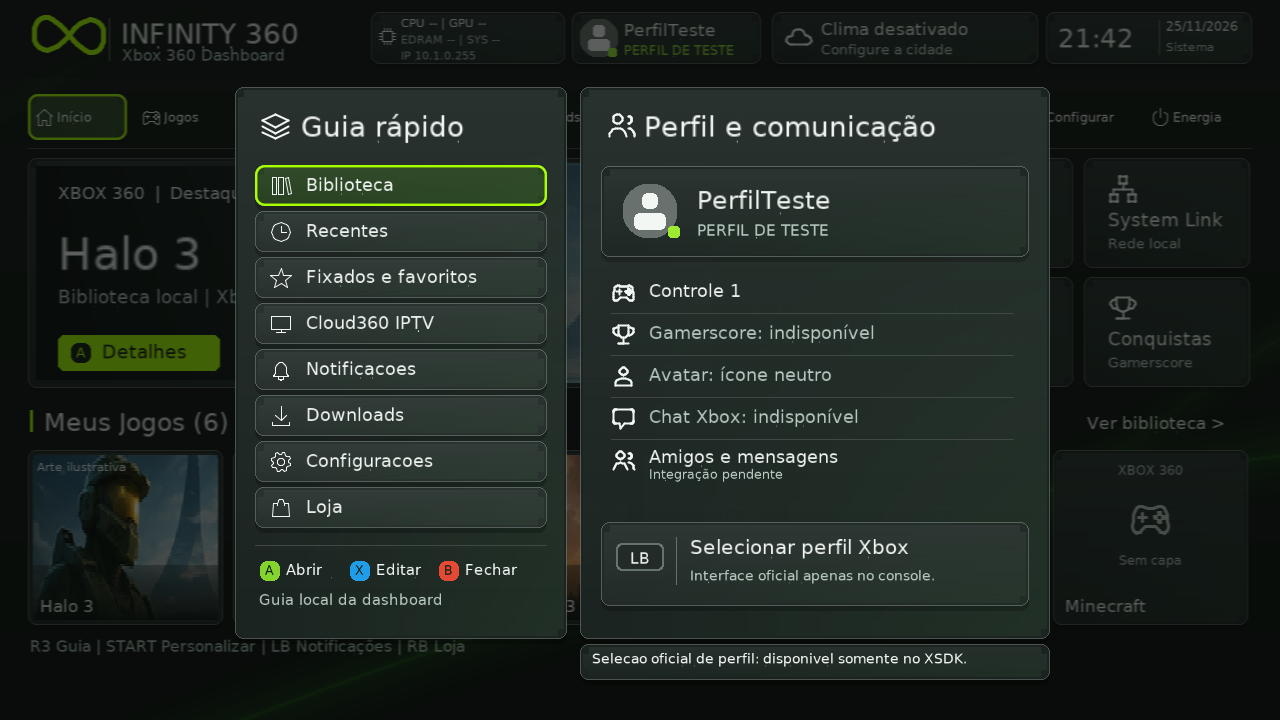 INFINITY 360
Xbox 360 Dashboard
CPU -- | GPU --
EDRAM -- | SYS --
IP 10.1.0.255
PerfilTeste
PERFIL DE TESTE
Clima desativado
Configure a cidade
21:42
25/11/2026
Sistema
Início
Jogos
ds
Configurar
Energia
Guia rápido
Biblioteca
Recentes
Fixados e favoritos
Cloud360 IPTV
Notificacoes
Downloads
Configuracoes
Loja
A Abrir
X Editar
B Fechar
Guia local da dashboard
Perfil e comunicação
PerfilTeste
PERFIL DE TESTE
Controle 1
Gamerscore: indisponível
Avatar: ícone neutro
Chat Xbox: indisponível
Amigos e mensagens
Integração pendente
LB
Selecionar perfil Xbox
Interface oficial apenas no console.
Selecao oficial de perfil: disponivel somente no XSDK.
XBOX 360 | Destaq
Halo 3
Biblioteca local | Xb
A Detalhes
System Link
Rede local
Conquistas
Gamerscore
Meus Jogos (6)
Ver biblioteca >
Arte ilustrativa
Halo 3
3
XBOX 360
Sem capa
Minecraft
R3 Guia | START Personalizar | LB Notificações | RB Loja